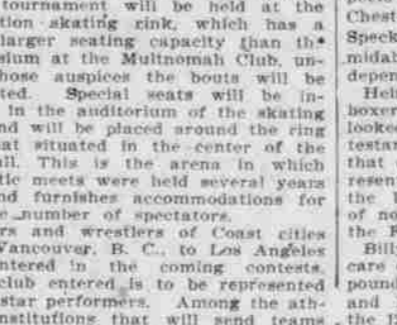 tournament will be held at the
tion skating rink, which has a
larger seating capacity than th*
sium at the Multnomah Club, un-
hose auspices the bouts will be
ted. Special seats will be in-
in the auditorium of the skating
nd will be placed around the ring
at situated in the center of the
all. This is the arena in which
tic meets were held several years
nd furnishes accommodations for
e number of spectators.
rs and wrestlers of Coast cities
Vancouver, B. C., to Los Angeles
ntered in the coming contests.
club entered is to be represented
star performers. Among the ath-
nstitutions that will send teams
Chest
Speck
midab
depen
Hei
boxer
looked
testar
that
resen
the
of no
the F
Bill
care
pound
and
the